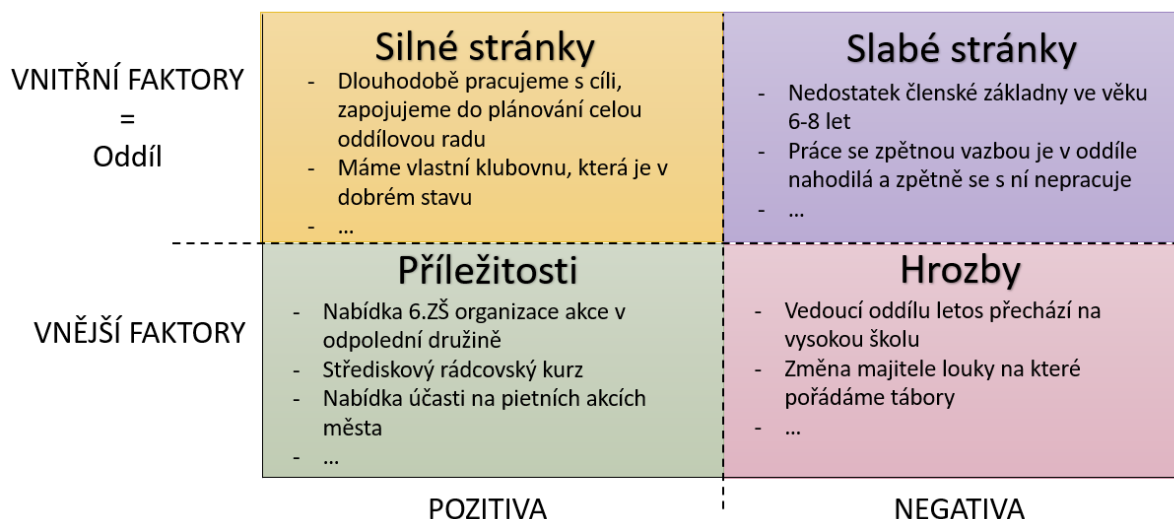 VNITŘNÍ FAKTORY
=
Oddíl
Silné stránky
- Dlouhodobě pracujeme s cíli,
zapojujeme do plánování celou
oddílovou radu
- Máme vlastní klubovnu, která je v
dobrém stavu
- ...
Slabé stránky
- Nedostatek členské základny ve věku
6-8 let
- Práce se zpětnou vazbou je v oddíle
nahodilá a zpětně se s ní nepracuje
- ...
VNĚJŠÍ FAKTORY
Příležitosti
- Nabídka 6.ZŠ organizace akce v
odpolední družině
- Střediskový rádcovský kurz
- Nabídka účasti na pietních akcích
města
- ...
Hrozby
- Vedoucí oddílu letos přechází na
vysokou školu
- Změna majitele louky na které
pořádáme tábory
- ...
POZITIVA
NEGATIVA